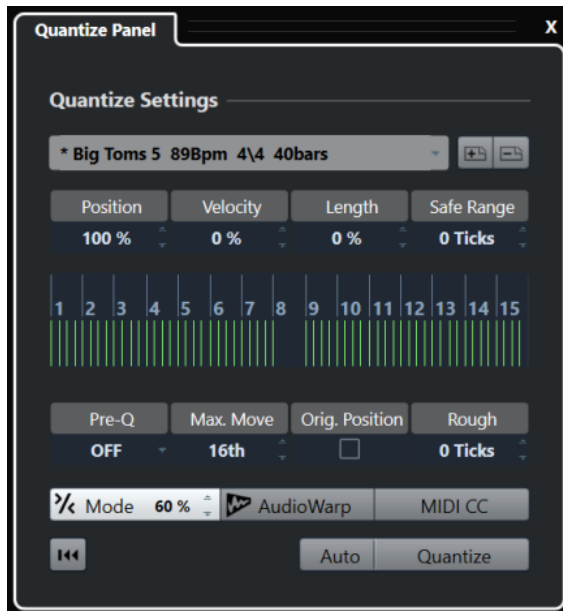 Quantize Panel X
Quantize Settings
* Big Toms 5 89Bpm 4\4 40bars
Position Velocity Length Safe Range
100 % 0 % 0 % 0 Ticks
1 2 3 4 5 6 7 8 9 10 11 12 13 14 15
Pre-Q Max. Move Orig. Position Rough
OFF 16th 0 Ticks
Mode 60 % AudioWarp MIDI CC
Auto Quantize